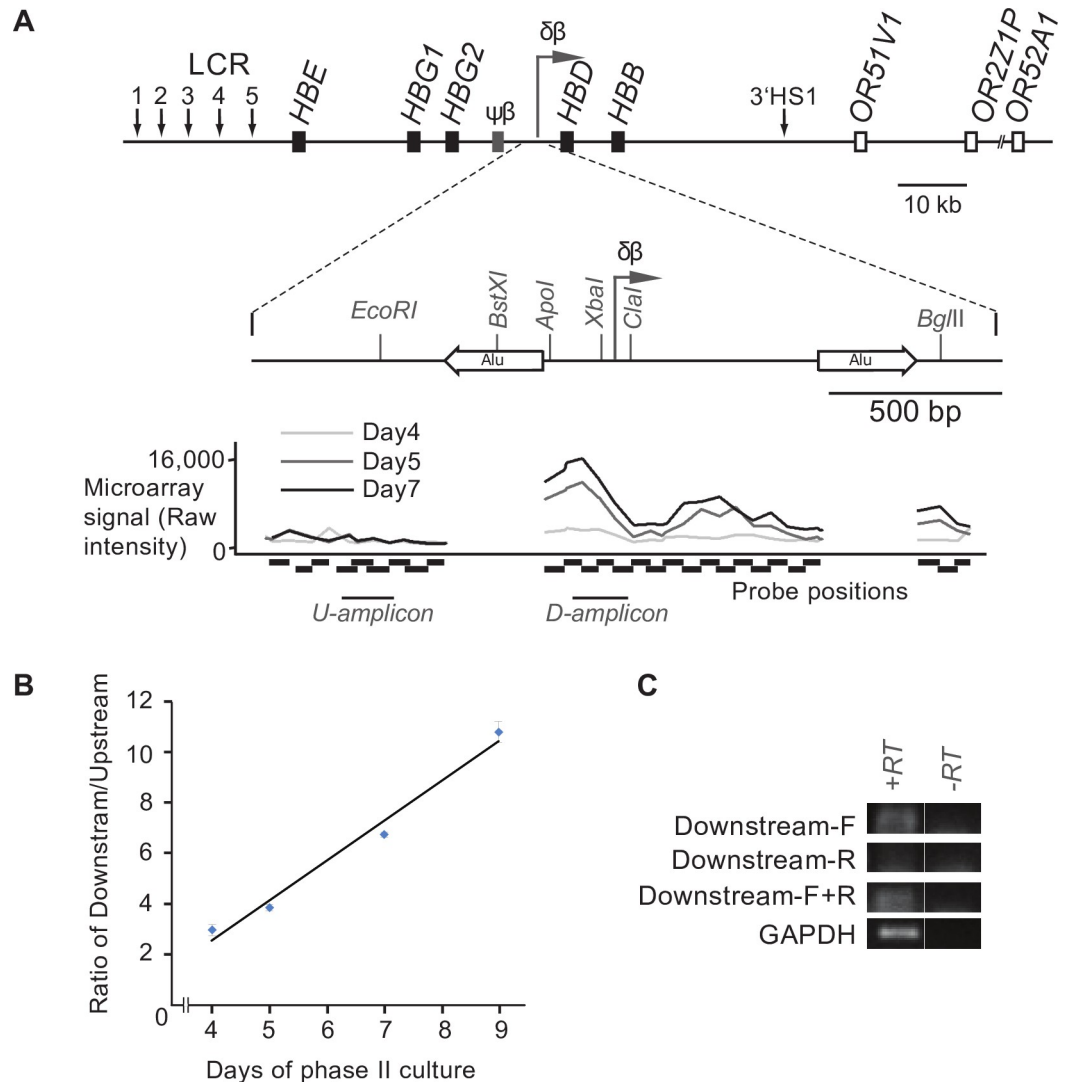 A
LCR
1 2 3 4 5
HBE
HBG1
HBG2
ψβ
δβ
HBD
HBB
3‘HS1
OR51V1
OR2Z1P
OR52A1
10 kb
δβ
EcoRI
BstXI
ApoI
XbaI
ClaI
BglII
Alu
Alu
500 bp
Day4
Day5
Day7
16,000
Microarray
signal (Raw
intensity)
0
Probe positions
U-amplicon
D-amplicon
B
Ratio of Downstram/Upstream
12
10
8
6
4
2
0
4 5 6 7 8 9
Days of phase II culture
C
+RT -RT
Downstream-F
Downstream-R
Downstream-F+R
GAPDH